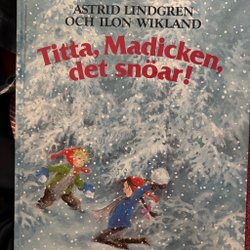 ASTRID LINDGREN
OCH ILON WIKLAND
Titta, Madicken,
det snöar!